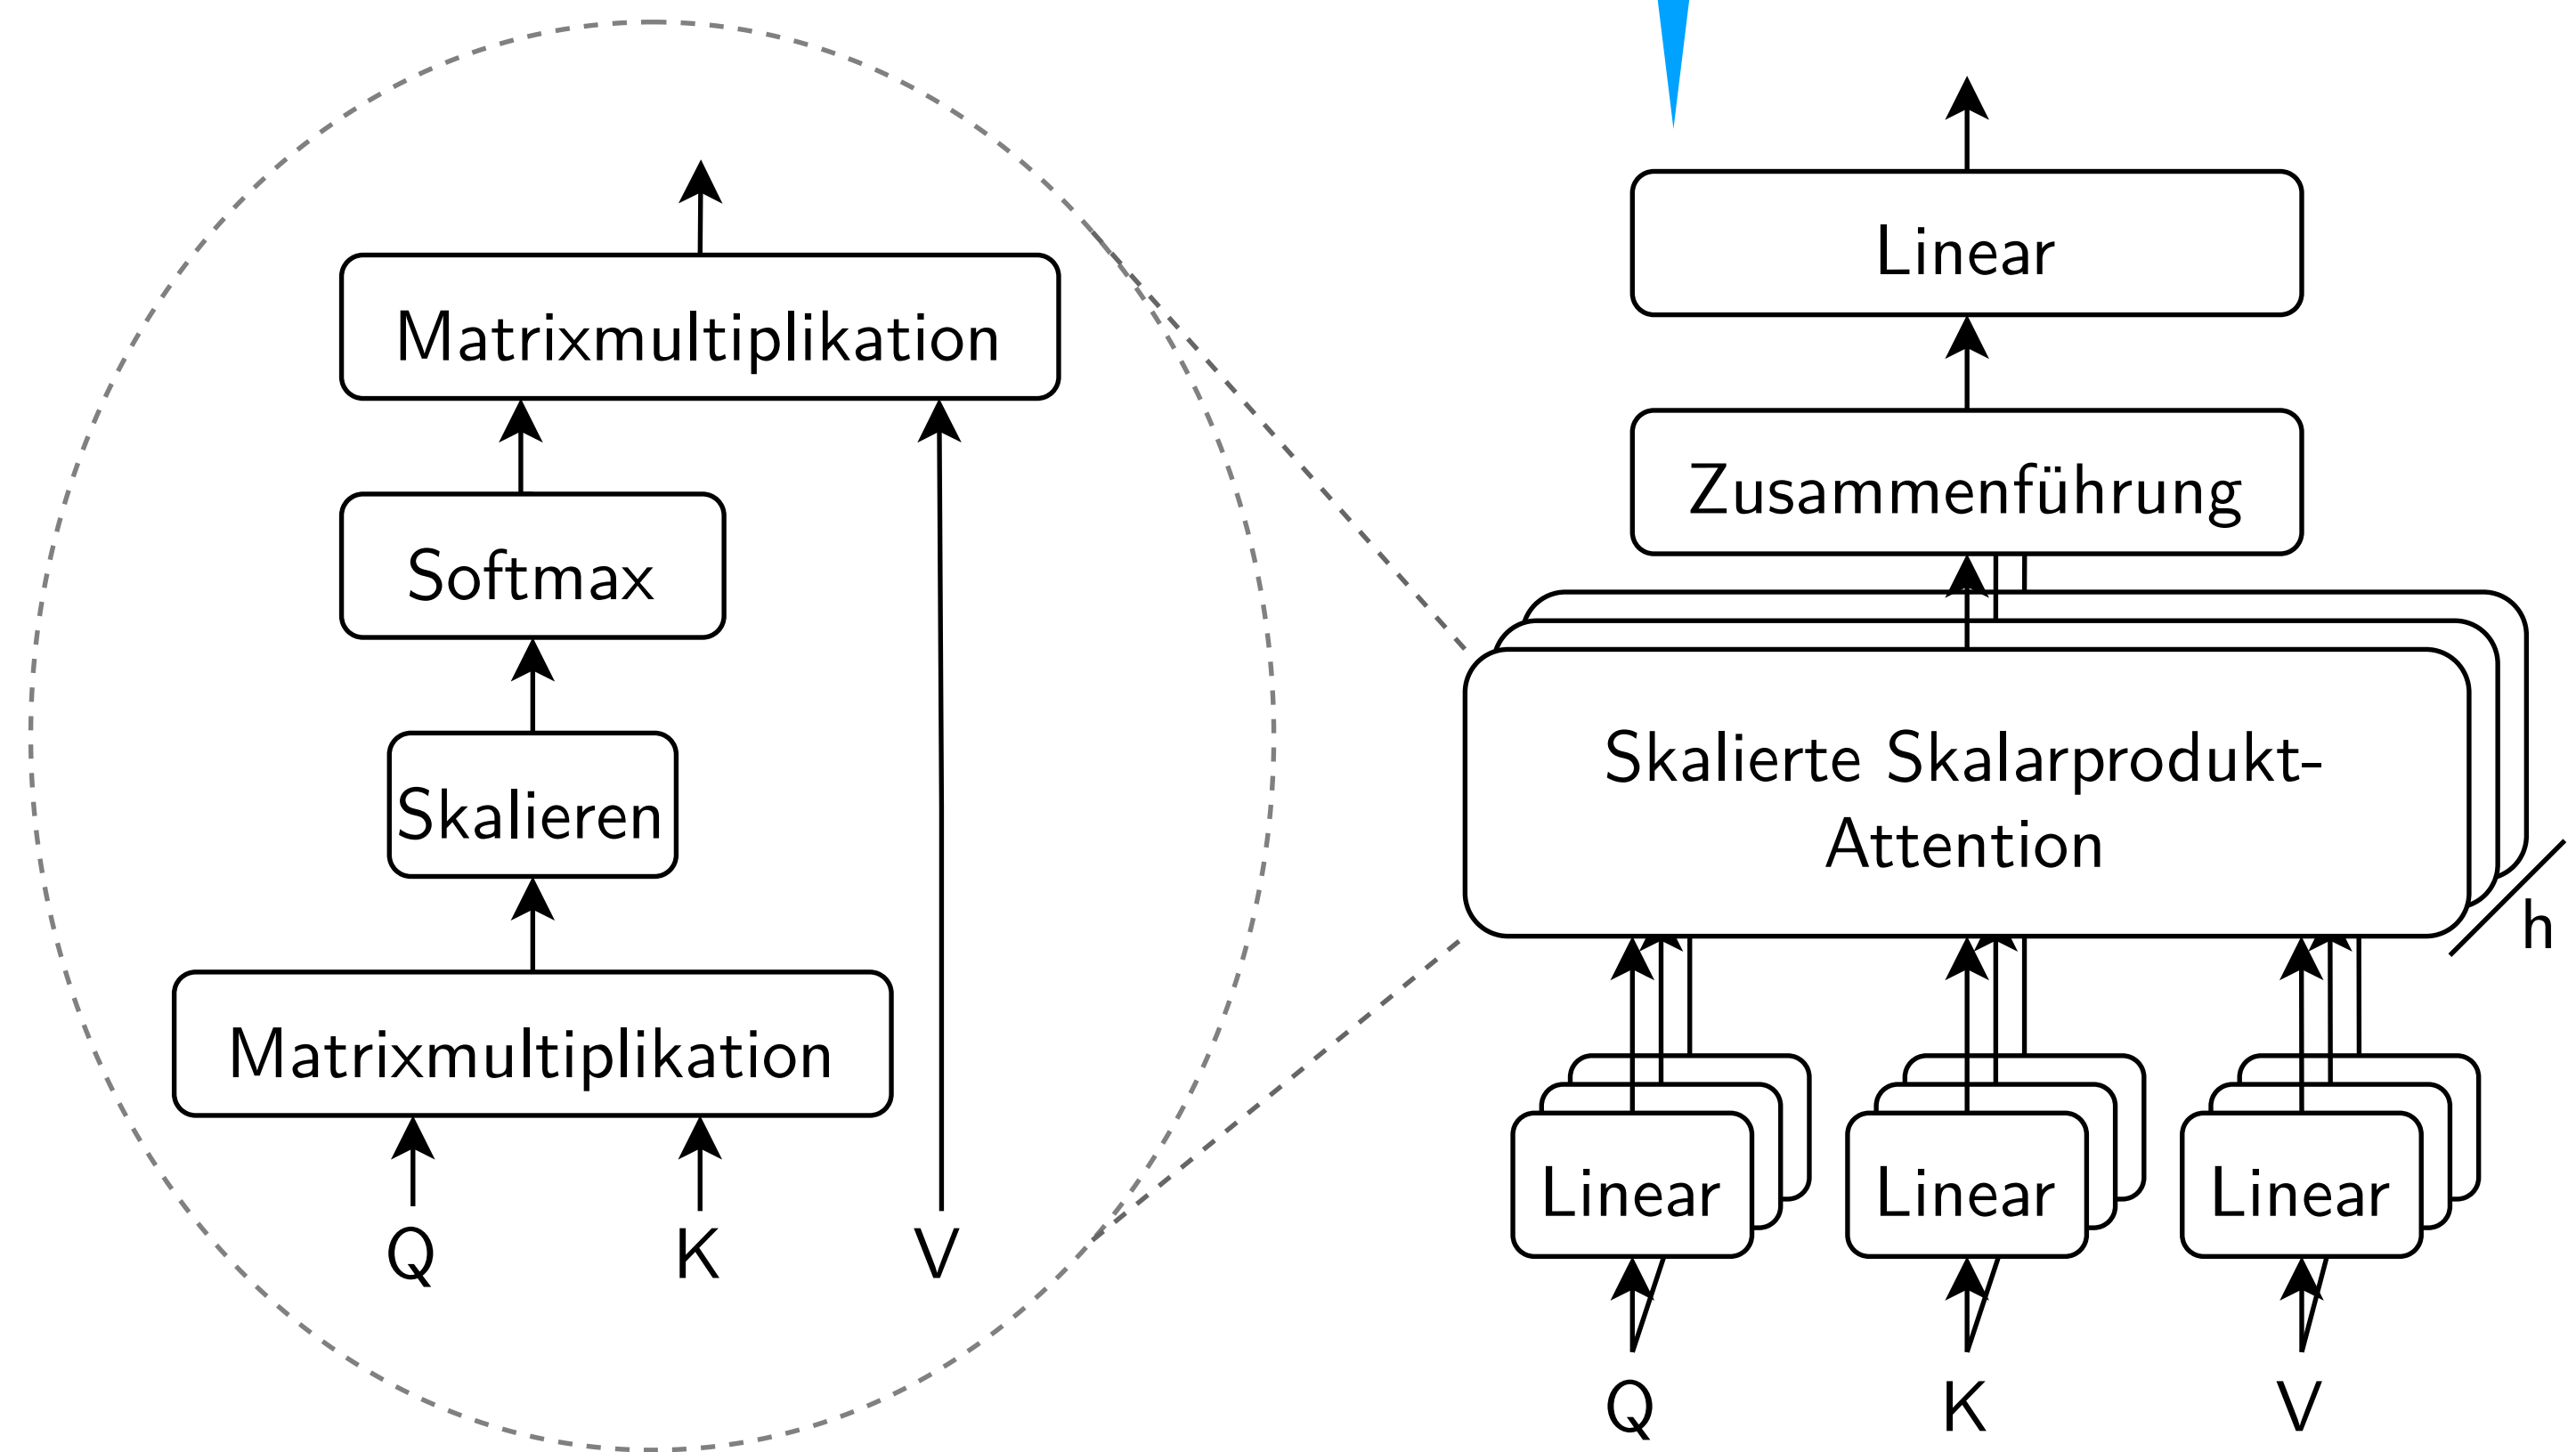 Matrixmultiplikation
Softmax
Skalieren
Matrixmultiplikation
Q K V
Linear
Zusammenführung
Skalierte Skalarprodukt-
Attention
h
Linear Linear Linear
Q K V